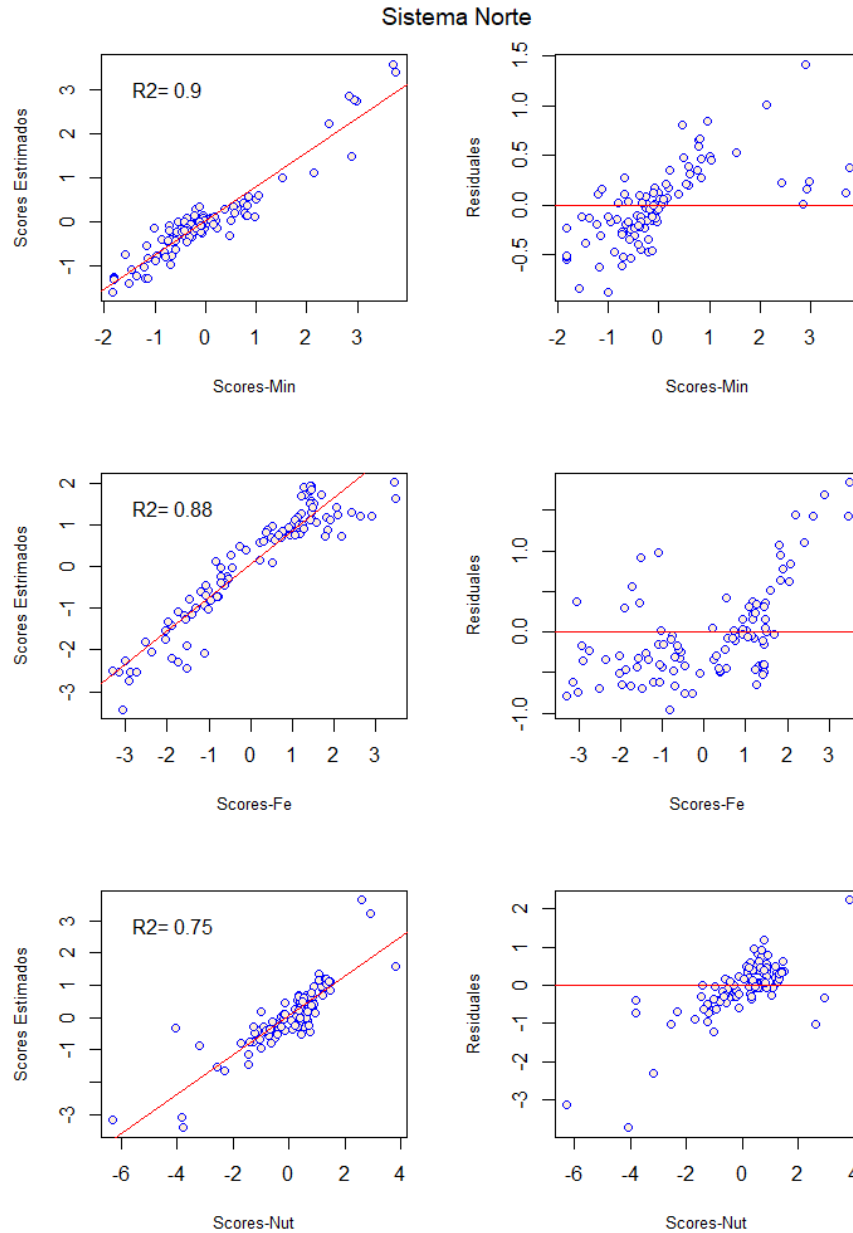 Sistema Norte
Scores Estrimados
3
2
1
0
-1
R2= 0.9
-2 -1 0 1 2 3
Scores-Min
Residuales
1.5
1.0
0.5
0.0
-0.5
-2 -1 0 1 2 3
Scores-Min
Scores Estrimados
2
1
0
-1
-2
-3
R2= 0.88
-3 -2 -1 0 1 2 3
Scores-Fe
Residuales
1.0
0.0
-1.0
-3 -2 -1 0 1 2 3
Scores-Fe
Scores Estrimados
3
2
1
0
-1
-3
R2= 0.75
-6 -4 -2 0 2 4
Scores-Nut
Residuales
2
1
0
-1
-2
-3
-6 -4 -2 0 2 4
Scores-Nut